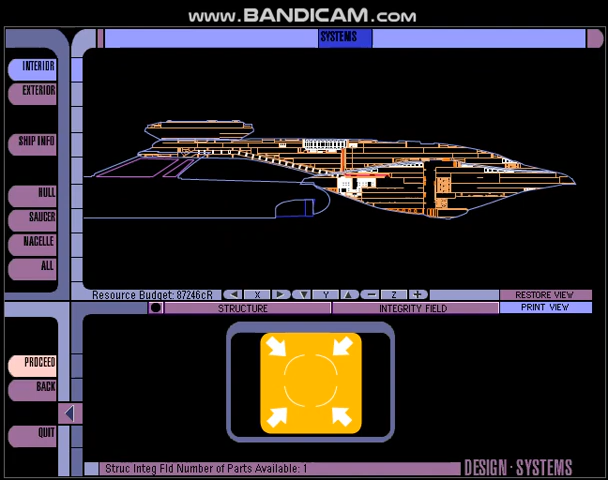 www.BANDICAM.com
SYSTEMS
INTERIOR
EXTERIOR
SHIP INFO
HULL
SAUCER
NACELLE
ALL
Resource Budget: 87246cR
X
Y
Z
RESTORE VIEW
STRUCTURE
INTEGRITY FIELD
PRINT VIEW
PROCEED
BACK
QUIT
Struc Integ Fld Number of Parts Available: 1
DESIGN · SYSTEMS